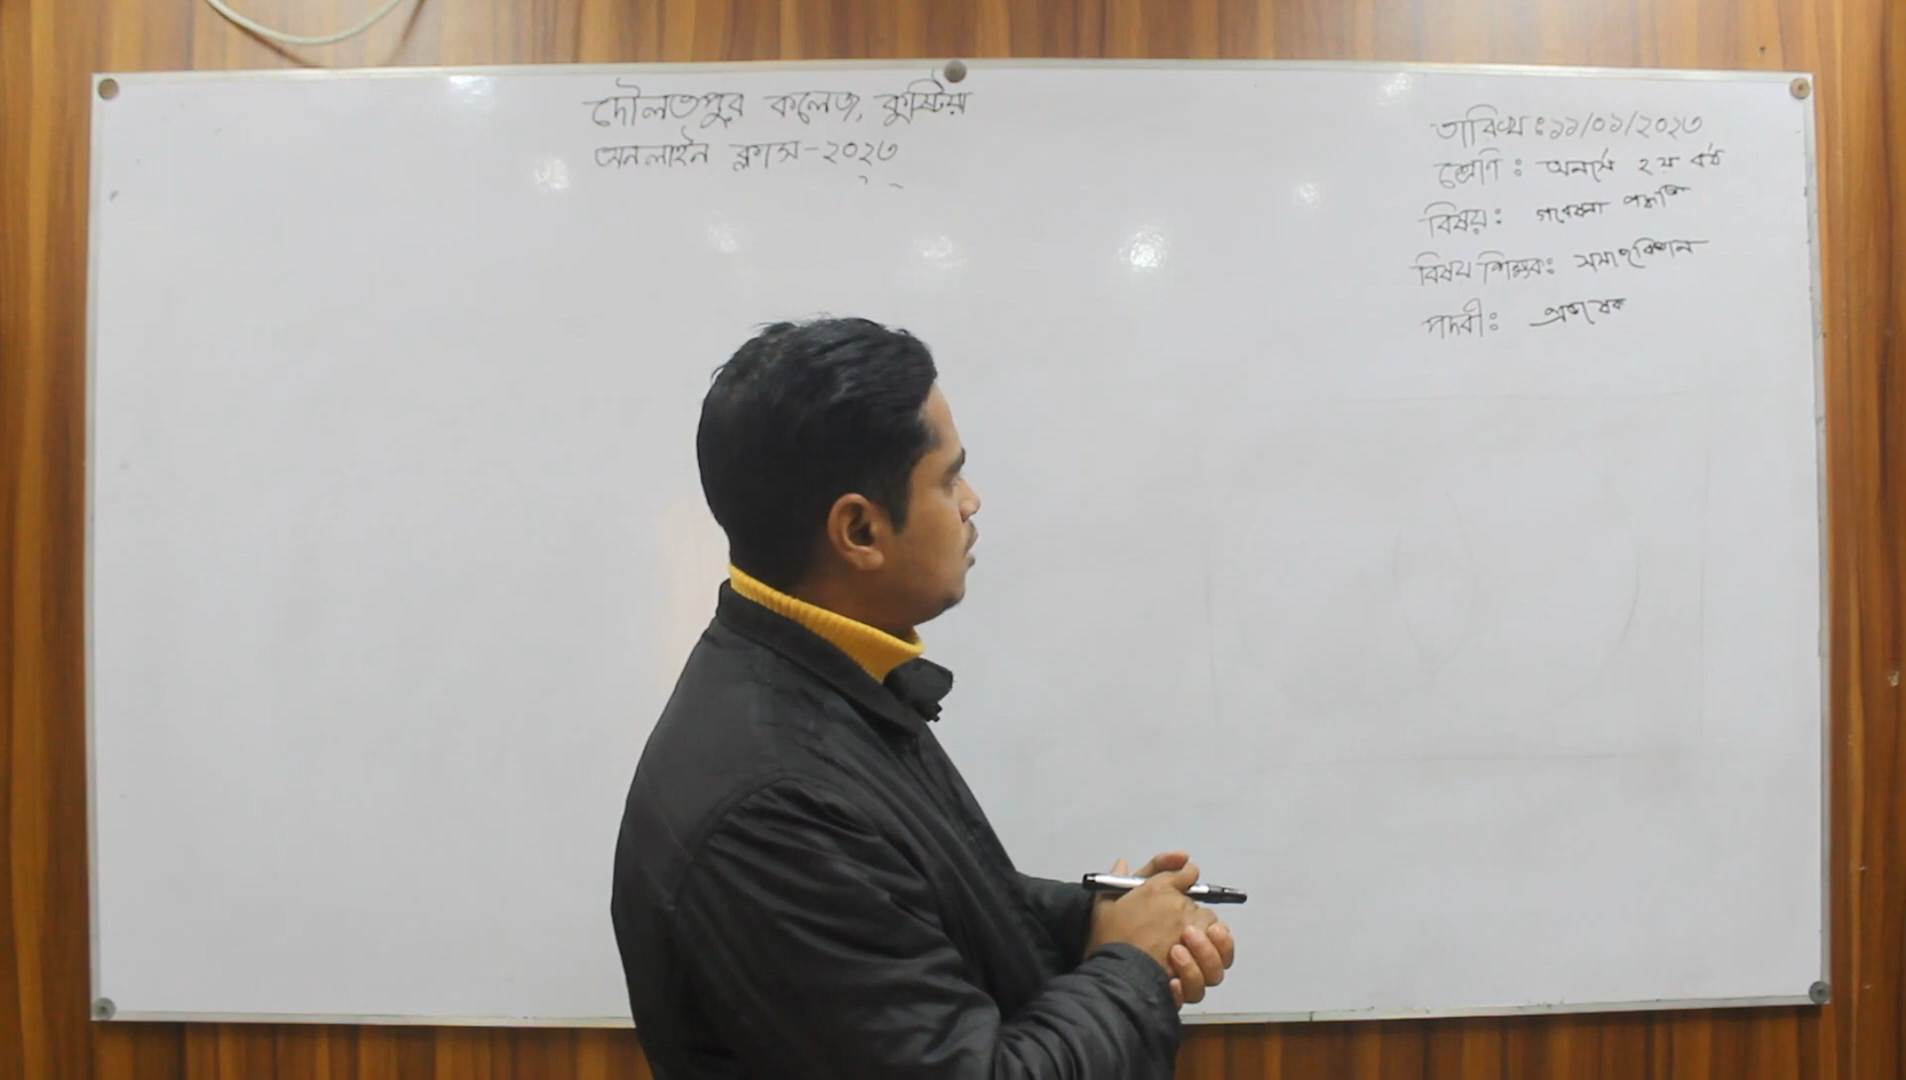 দৌলতপুর কলেজ, কুষ্টিয়া
অনলাইন ক্লাস-২০২৩
তারিখ : ১১/০১/২০২৩
শ্রেণি : অনার্স ২য় বর্ষ
বিষয় : গবেষণা পদ্ধতি
বিষয় শিক্ষক : সমাজবিজ্ঞান
পদবী : প্রভাষক